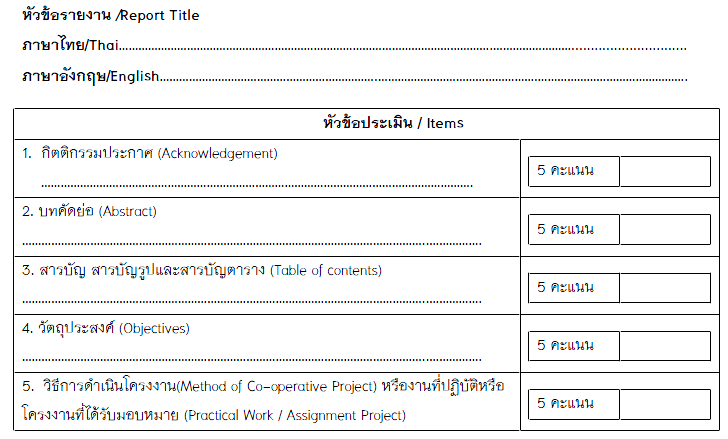 หัวข้อรายงาน /Report Title
ภาษาไทย/Thai........................................................................................................................
ภาษาอังกฤษ/English........................................................................................................................
หัวข้อประเมิน / Items
1. กิตติกรรมประกาศ (Acknowledgement)
........................................................................................................................
5 คะแนน
2. บทคัดย่อ (Abstract)
........................................................................................................................
5 คะแนน
3. สารบัญ สารบัญรูปและสารบัญตาราง (Table of contents)
........................................................................................................................
5 คะแนน
4. วัตถุประสงค์ (Objectives)
........................................................................................................................
5 คะแนน
5. วิธีการดำเนินโครงงาน(Method of Co-operative Project) หรืองานที่ปฏิบัติหรือ
โครงงานที่ได้รับมอบหมาย (Practical Work / Assignment Project)
5 คะแนน